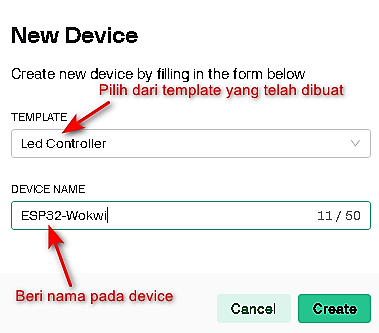 New Device
Create new device by filling in the form below
Pilih dari template yang telah dibuat
TEMPLATE
Led Controller
DEVICE NAME
ESP32-Wokwi 11 / 50
Beri nama pada device
Cancel Create